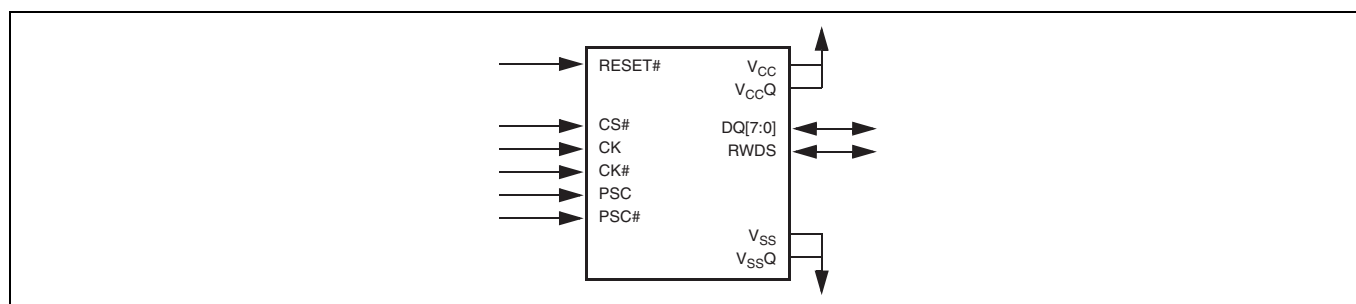 RESET#
CS#
CK
CK#
PSC
PSC#
VCC
VCCQ
DQ[7:0]
RWDS
VSS
VSSQ